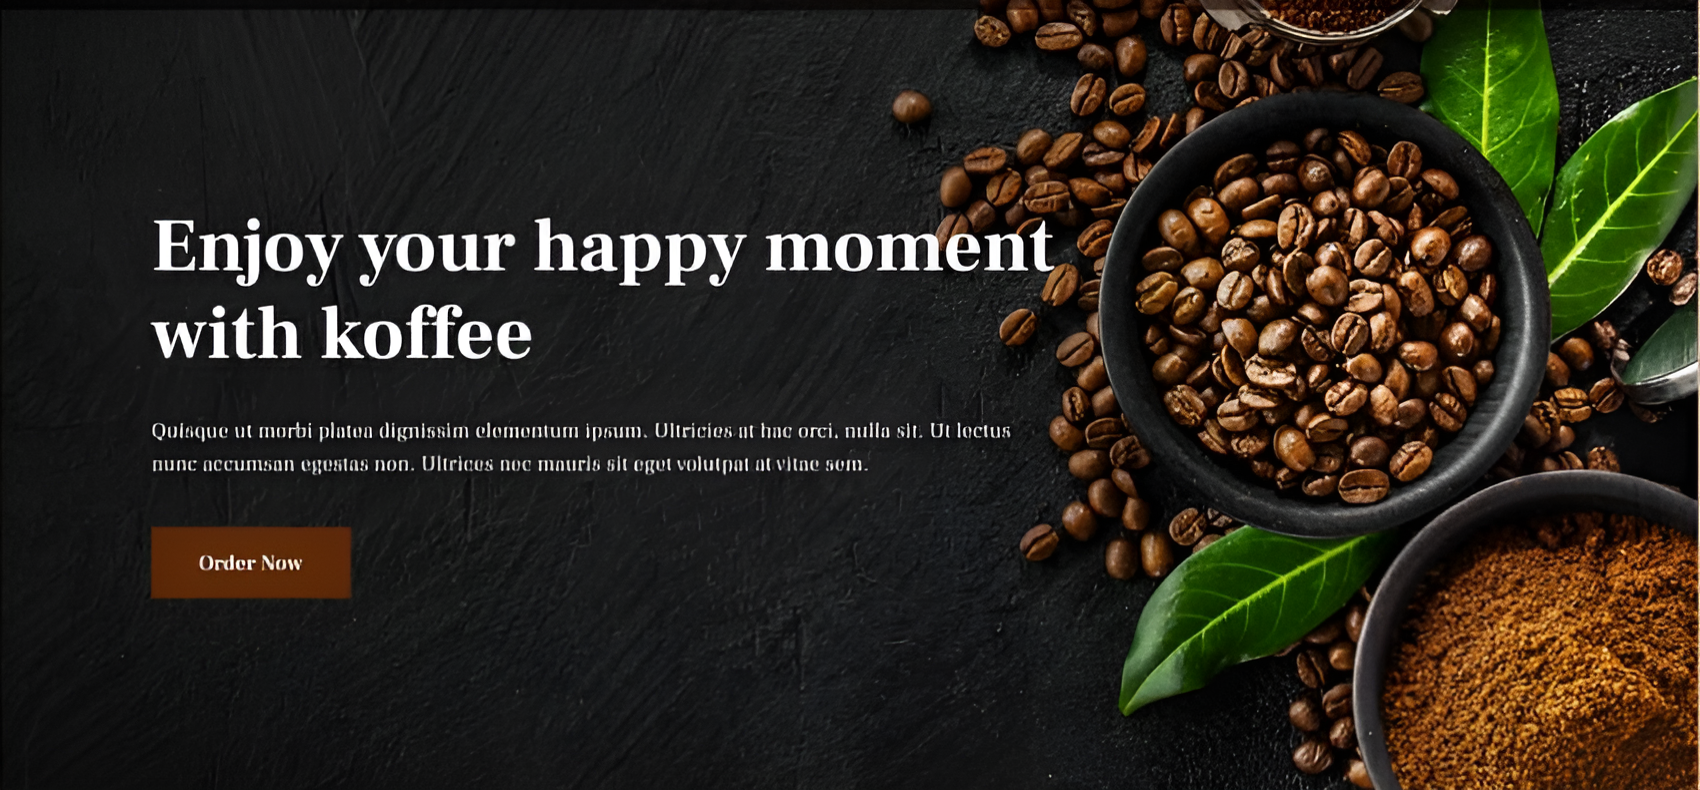 Enjoy your happy moment
with koffee
Quisque ut morbi platea dignissim elementum ipsum. Ultricies at hac orci, nulla sit. Ut lectus
nunc accumsan egestas non. Ultrices nec mauris sit eget volutpat at vitae sem.
Order Now